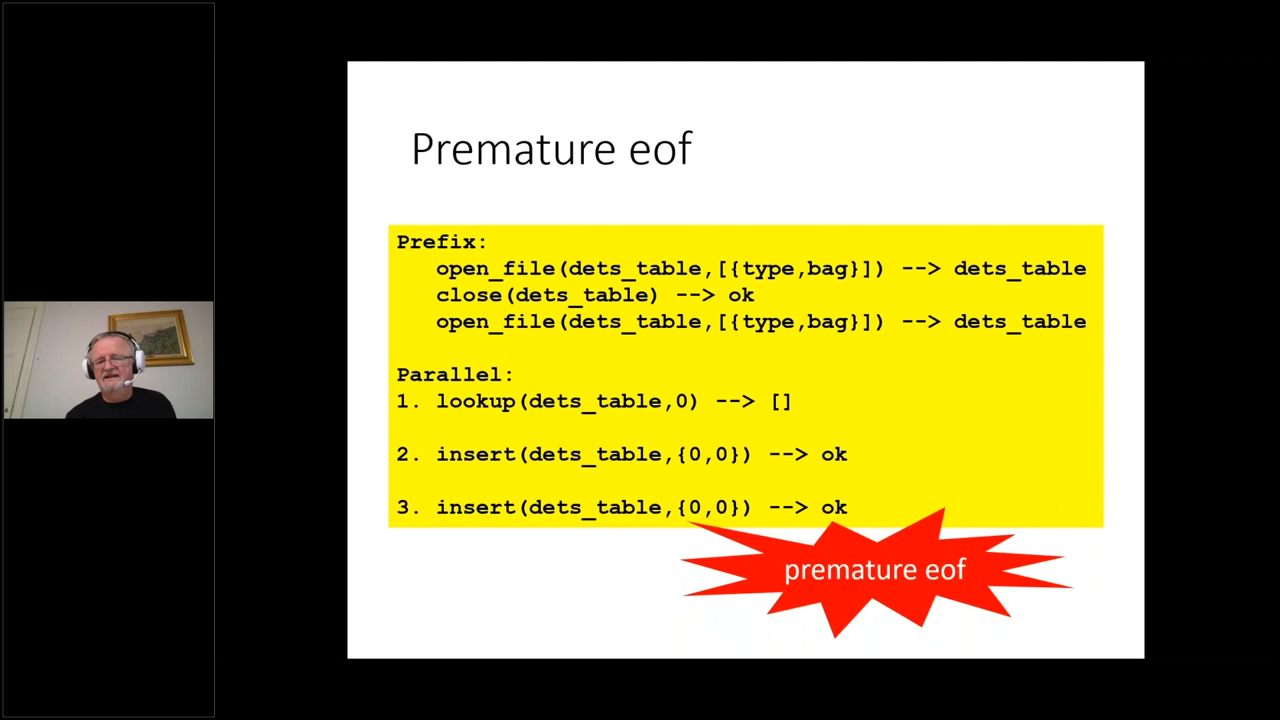 Premature eof
Prefix:
open_file(dets_table,[{type,bag}]) --> dets_table
close(dets_table) --> ok
open_file(dets_table,[{type,bag}]) --> dets_table
Parallel:
1. lookup(dets_table,0) --> []
2. insert(dets_table,{0,0}) --> ok
3. insert(dets_table,{0,0}) --> ok
premature eof